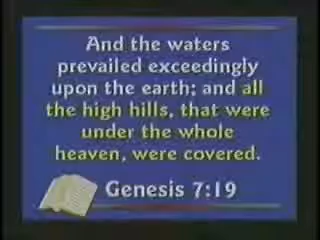 And the waters
prevailed exceedingly
upon the earth; and all
the high hills, that were
under the whole
heaven, were covered.
Genesis 7:19